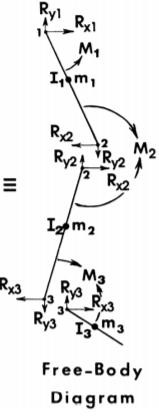 Ry1
1 Rx1
M1
I1 m1
Rx2
2
Ry2
Ry2
M2
2
Rx2
≡
I2 m2
M3
Rx3
3
Ry3
Ry3
Rx3
3
I3 m3
Free-Body
Diagram